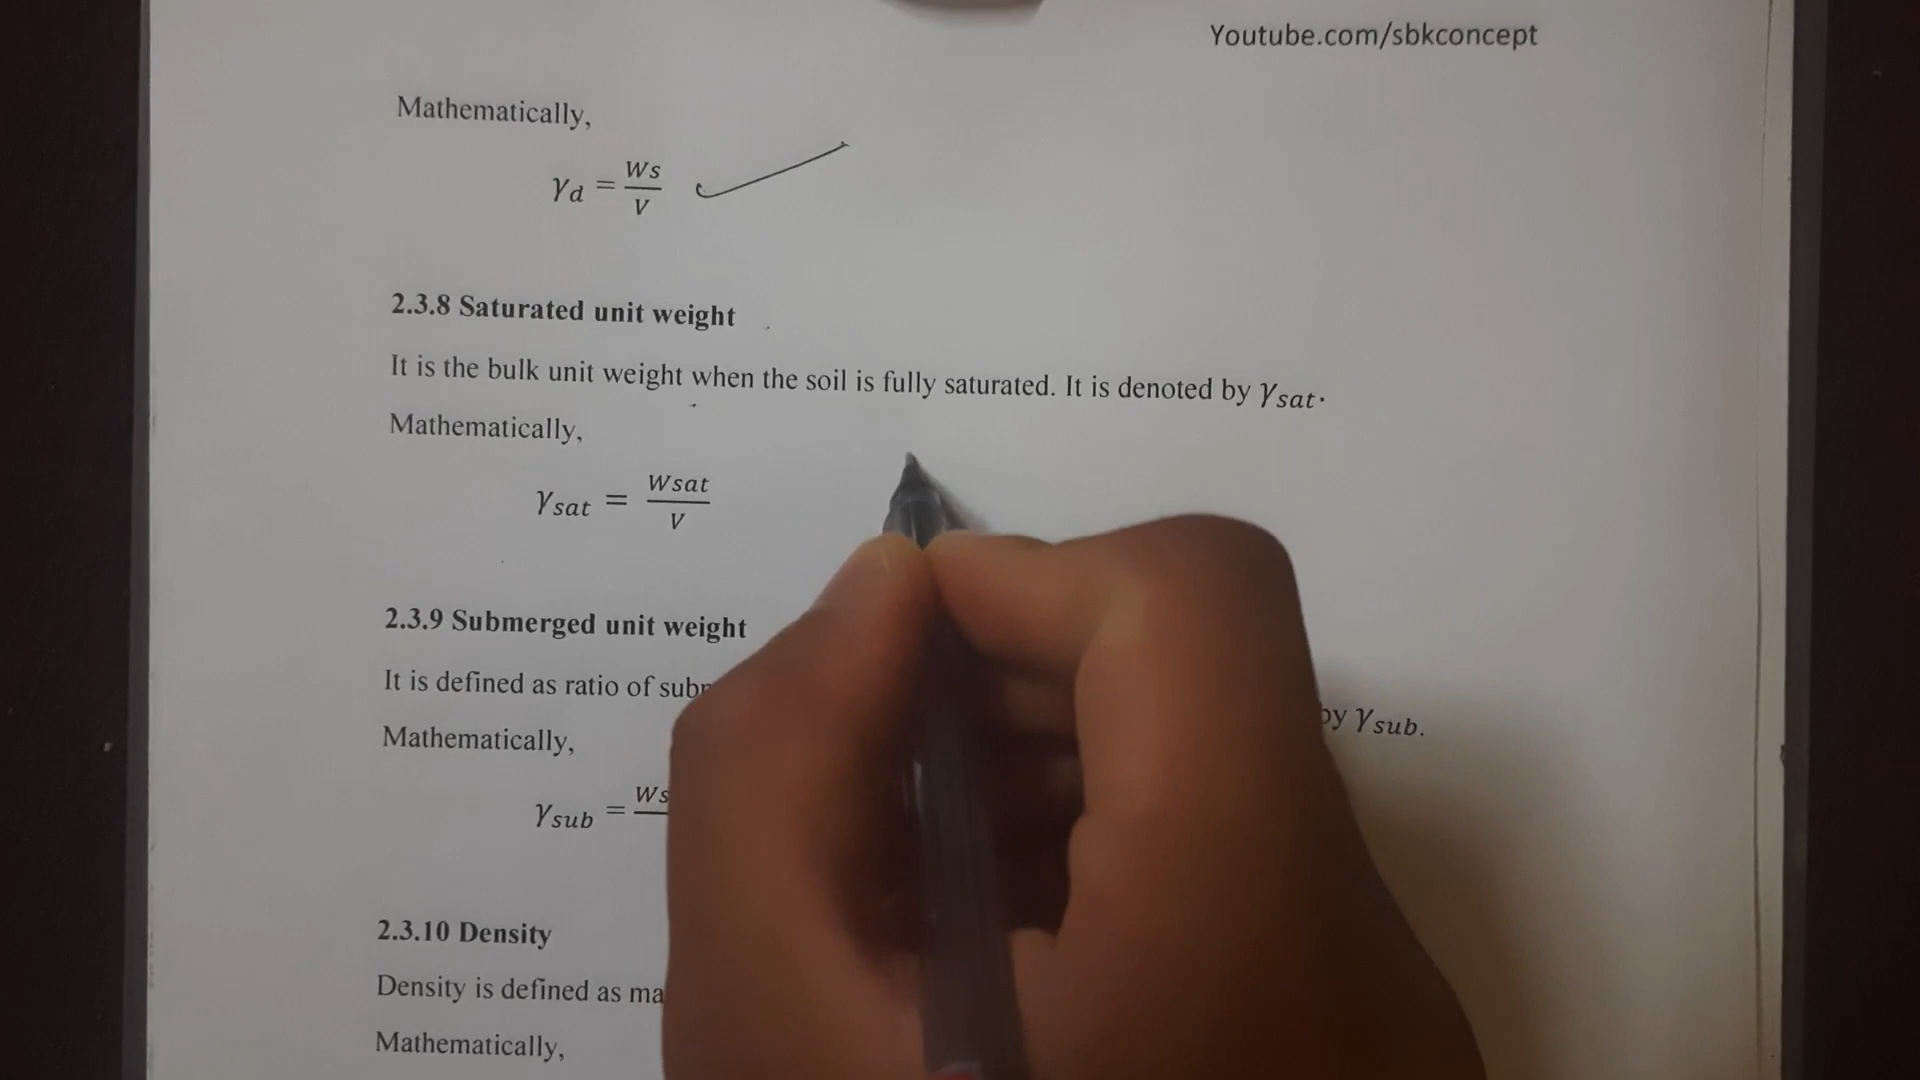 Youtube.com/sbkconcept
Mathematically,
γd = Ws/V
2.3.8 Saturated unit weight
It is the bulk unit weight when the soil is fully saturated. It is denoted by γsat.
Mathematically,
γsat = Wsat/V
2.3.9 Submerged unit weight
It is defined as ratio of by γsub.
Mathematically,
γsub =
2.3.10 Density
Density is defined as
Mathematically,